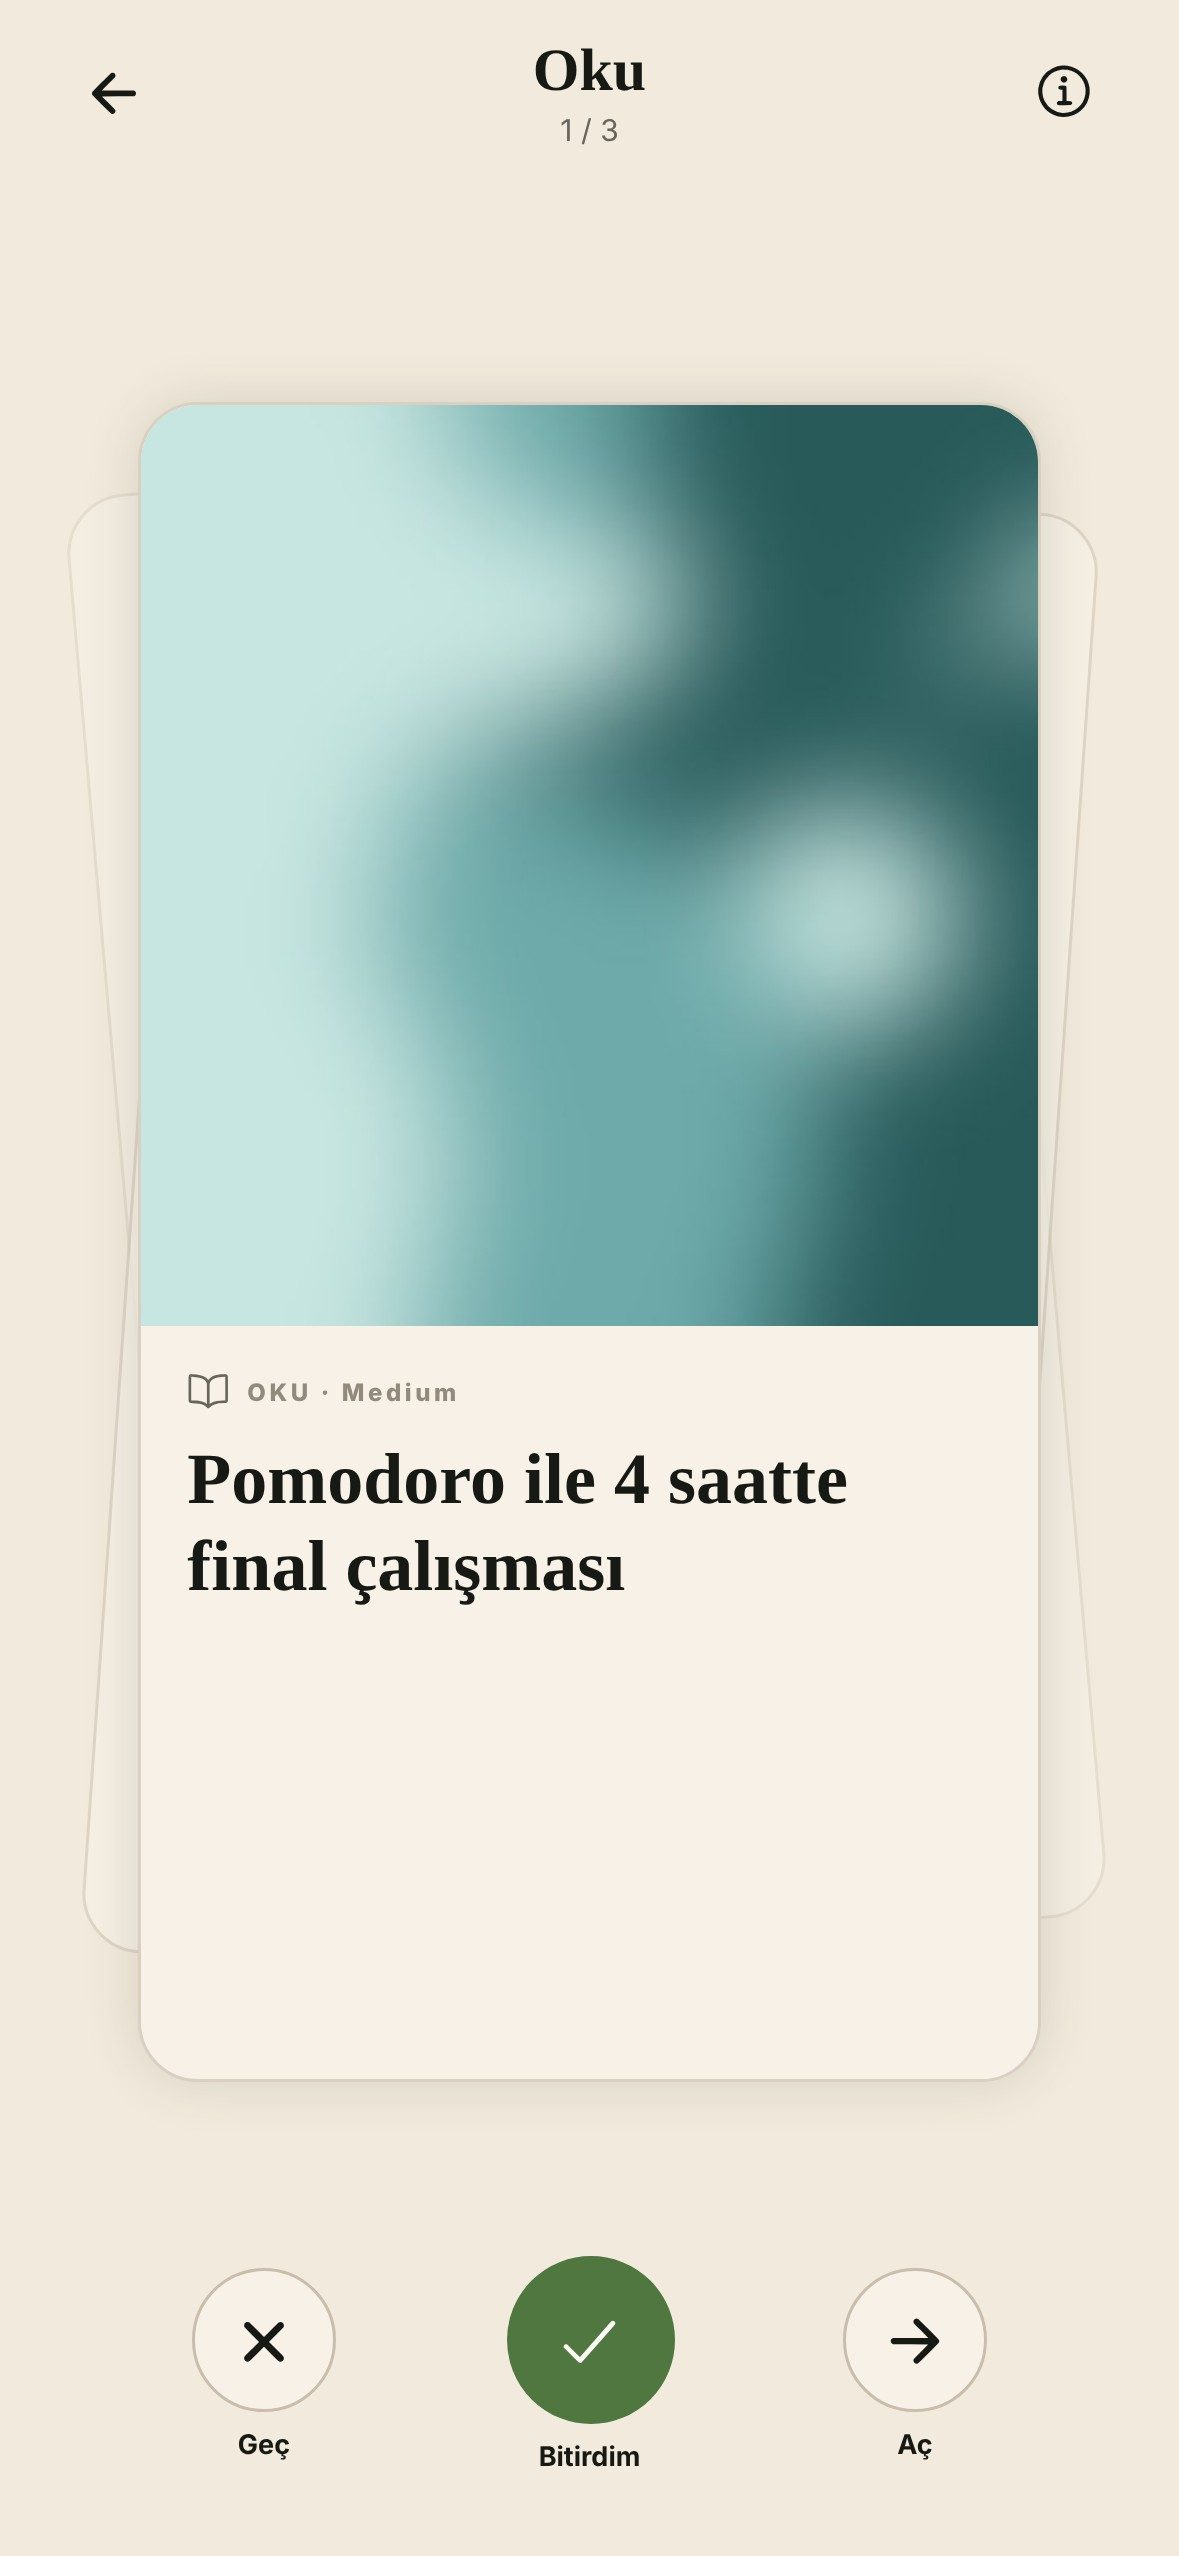 Oku
1 / 3
OKU · Medium
Pomodoro ile 4 saatte
final çalışması
Geç
Bitirdim
Aç